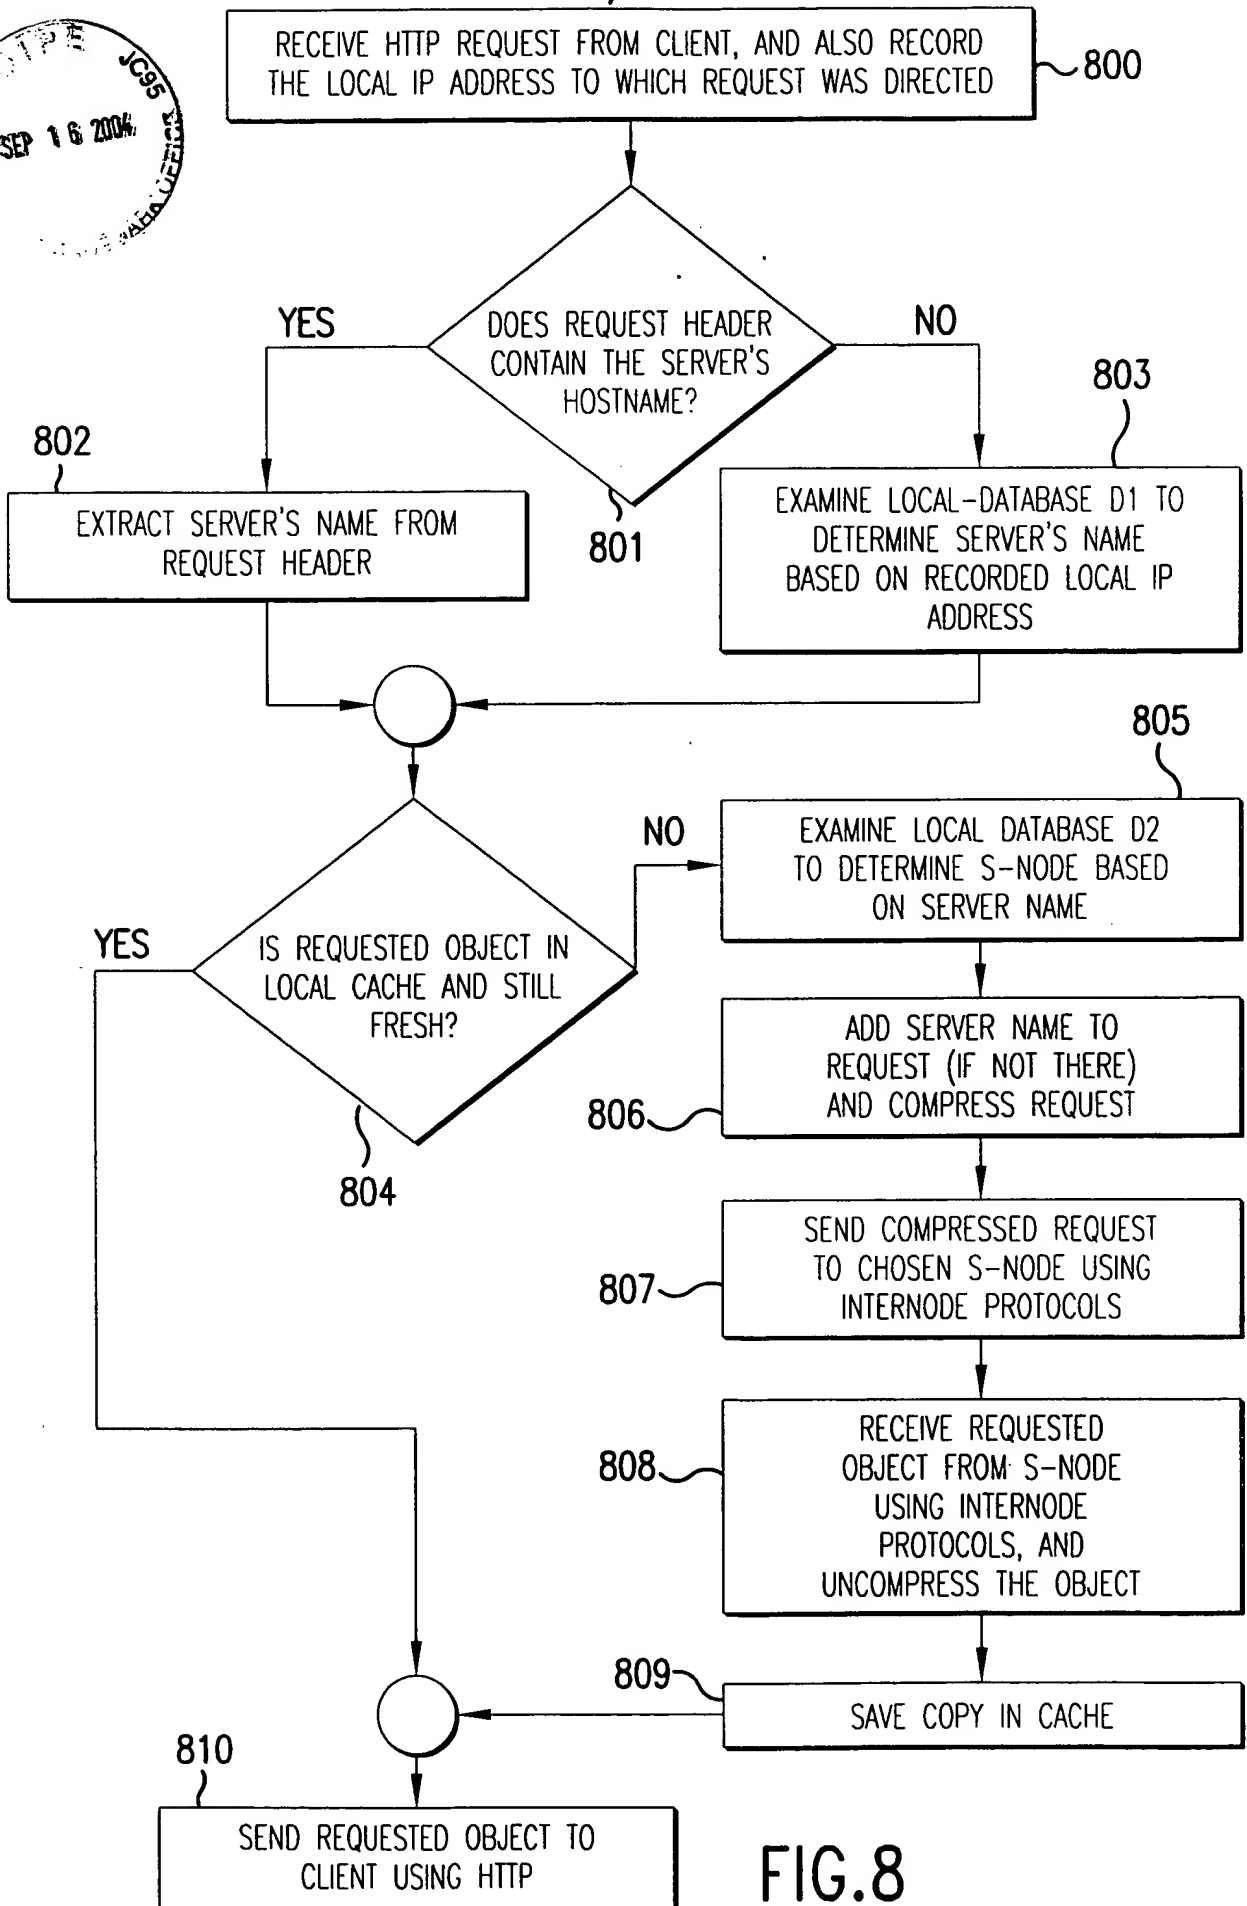 OIPE
JC95
SEP 16 2004
RECEIVE HTTP REQUEST FROM CLIENT, AND ALSO RECORD
THE LOCAL IP ADDRESS TO WHICH REQUEST WAS DIRECTED
800
DOES REQUEST HEADER
CONTAIN THE SERVER'S
HOSTNAME?
YES
NO
801
802
EXTRACT SERVER'S NAME FROM
REQUEST HEADER
803
EXAMINE LOCAL-DATABASE D1 TO
DETERMINE SERVER'S NAME
BASED ON RECORDED LOCAL IP
ADDRESS
IS REQUESTED OBJECT IN
LOCAL CACHE AND STILL
FRESH?
YES
NO
804
805
EXAMINE LOCAL DATABASE D2
TO DETERMINE S-NODE BASED
ON SERVER NAME
ADD SERVER NAME TO
REQUEST (IF NOT THERE)
AND COMPRESS REQUEST
806
SEND COMPRESSED REQUEST
TO CHOSEN S-NODE USING
INTERNODE PROTOCOLS
807
RECEIVE REQUESTED
OBJECT FROM S-NODE
USING INTERNODE
PROTOCOLS, AND
UNCOMPRESS THE OBJECT
808
809
SAVE COPY IN CACHE
810
SEND REQUESTED OBJECT TO
CLIENT USING HTTP
FIG.8